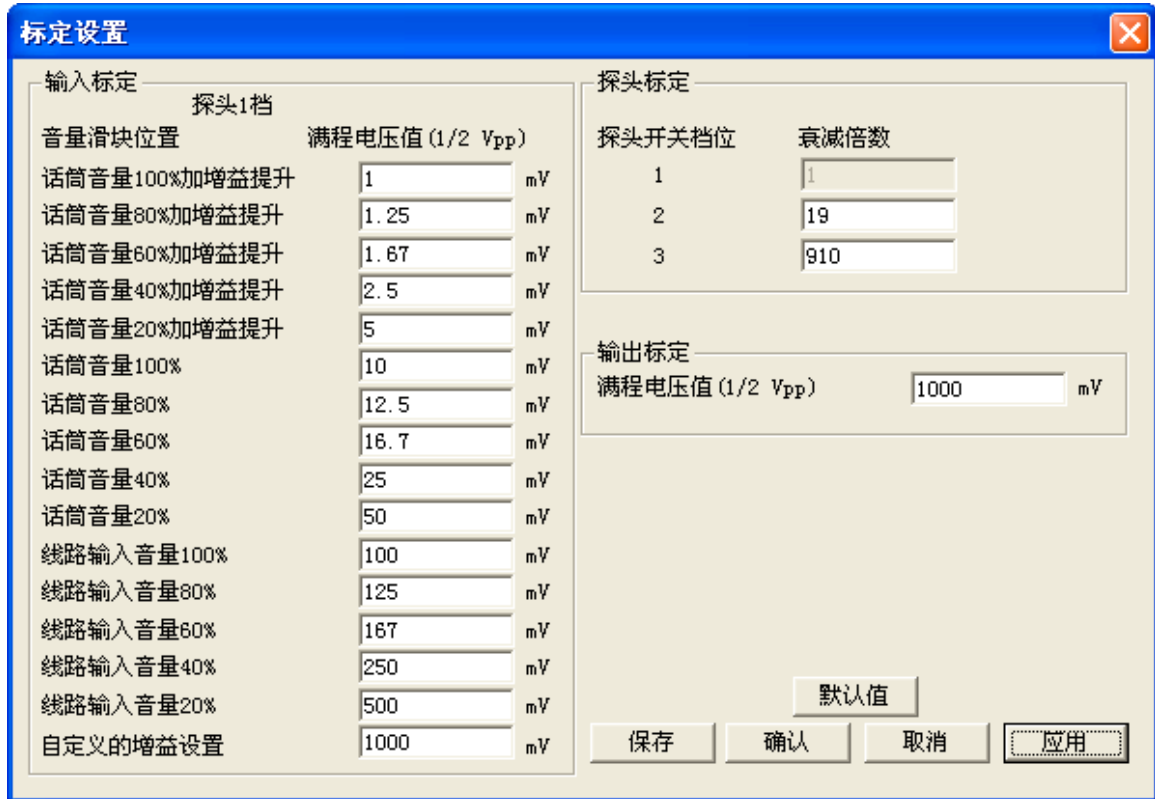 标定设置
输入标定
探头1档
音量滑块位置 满程电压值(1/2 Vpp)
话筒音量100%加增益提升 1 mV
话筒音量80%加增益提升 1.25 mV
话筒音量60%加增益提升 1.67 mV
话筒音量40%加增益提升 2.5 mV
话筒音量20%加增益提升 5 mV
话筒音量100% 10 mV
话筒音量80% 12.5 mV
话筒音量60% 16.7 mV
话筒音量40% 25 mV
话筒音量20% 50 mV
线路输入音量100% 100 mV
线路输入音量80% 125 mV
线路输入音量60% 167 mV
线路输入音量40% 250 mV
线路输入音量20% 500 mV
自定义的增益设置 1000 mV
探头标定
探头开关档位 衰减倍数
1 1
2 19
3 910
输出标定
满程电压值(1/2 Vpp) 1000 mV
默认值
保存 确认 取消 应用